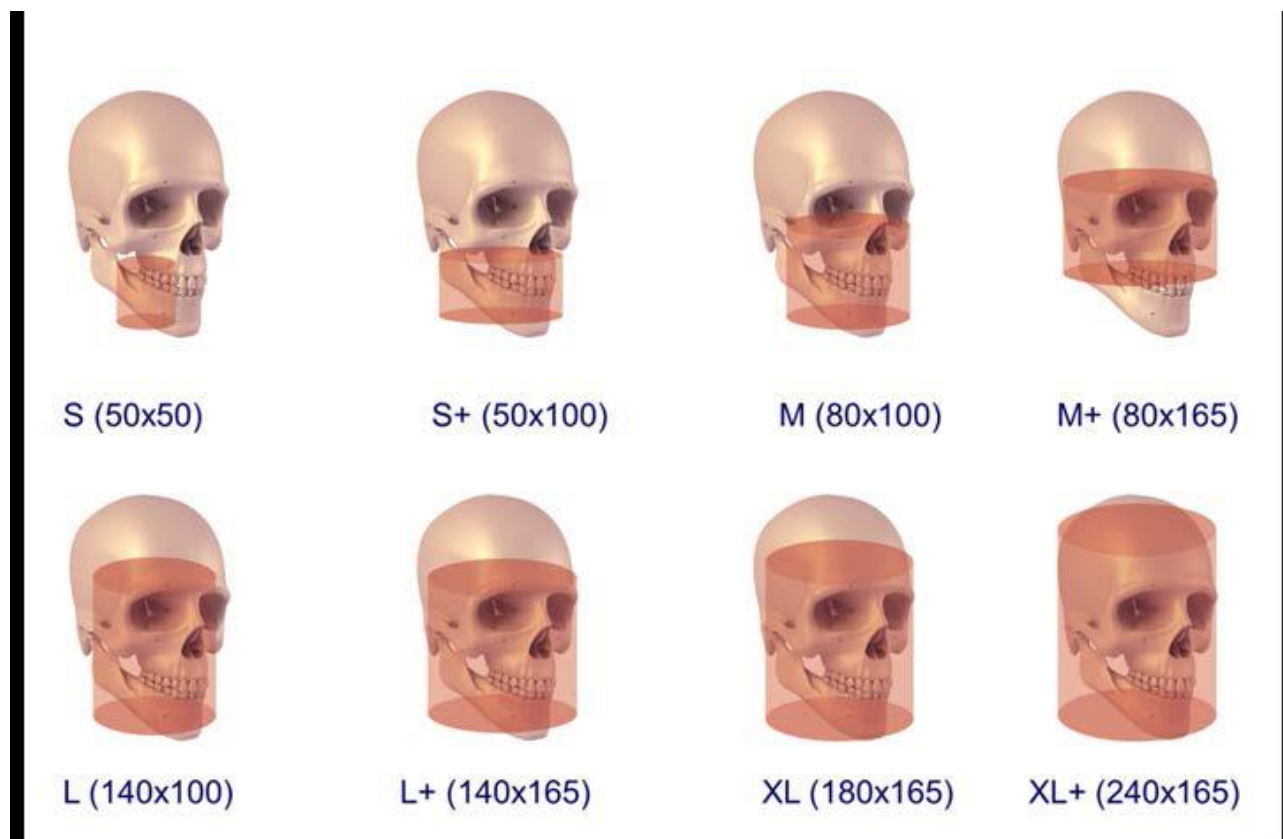 S (50x50)
S+ (50x100)
M (80x100)
M+ (80x165)
L (140x100)
L+ (140x165)
XL (180x165)
XL+ (240x165)